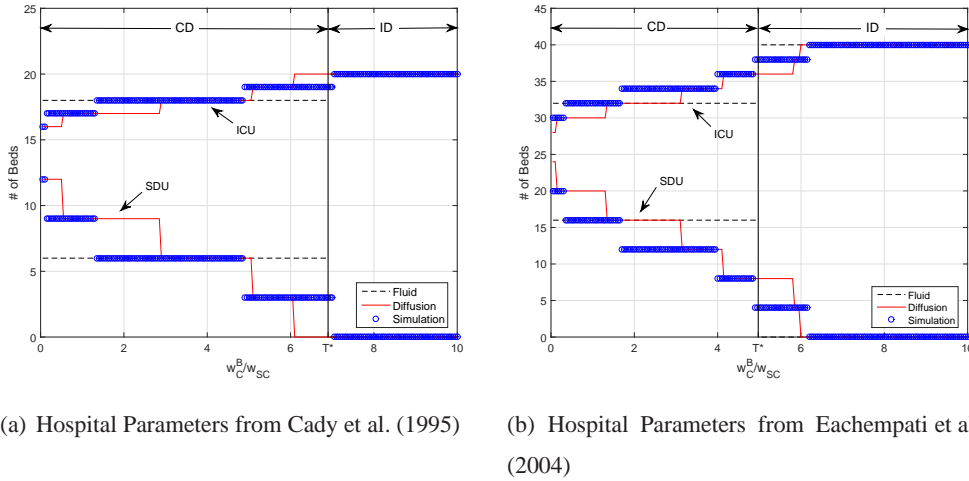 CD
ID
25
20
15
10
5
0
# of Beds
ICU
SDU
Fluid
Diffusion
Simulation
0 2 4 6 T* 8 10
w_C^B/w_SC
(a) Hospital Parameters from Cady et al. (1995)
CD
ID
45
40
35
30
25
20
15
10
5
0
# of Beds
ICU
SDU
Fluid
Diffusion
Simulation
0 2 4 T* 6 8 10
w_C^B/w_SC
(b) Hospital Parameters from Eachempati et a
(2004)